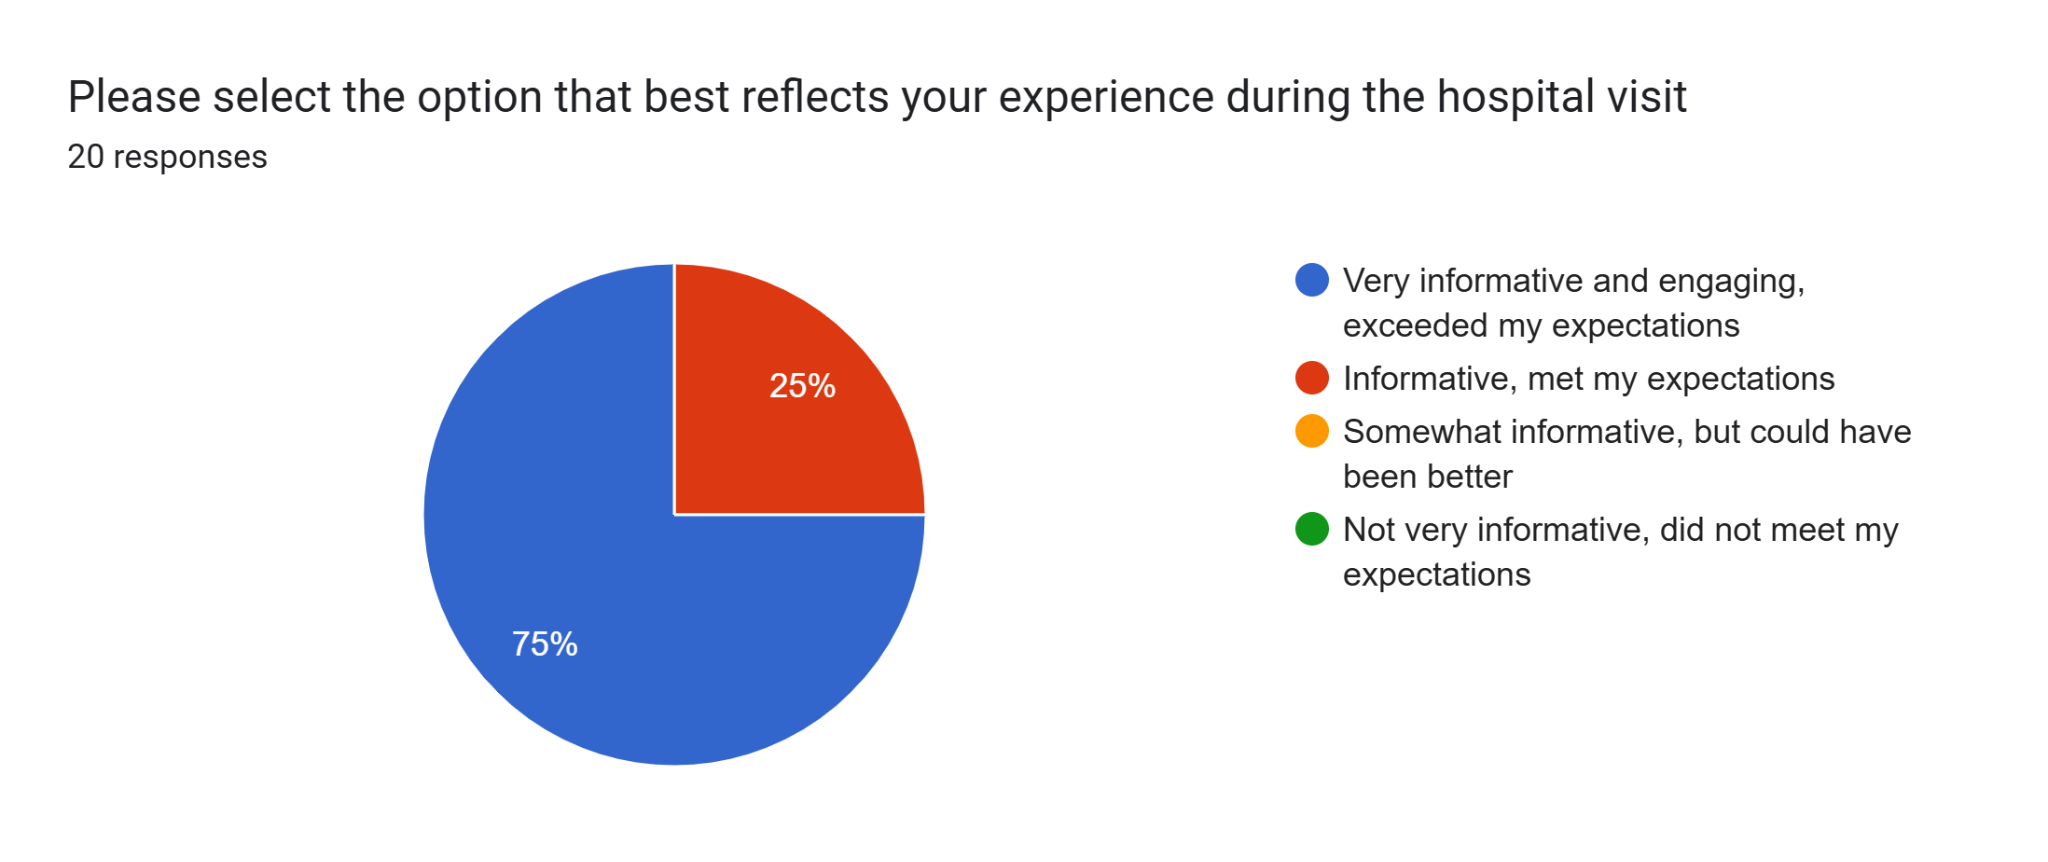 Please select the option that best reflects your experience during the hospital visit
20 responses
25%
75%
Very informative and engaging,
exceeded my expectations
Informative, met my expectations
Somewhat informative, but could have
been better
Not very informative, did not meet my
expectations